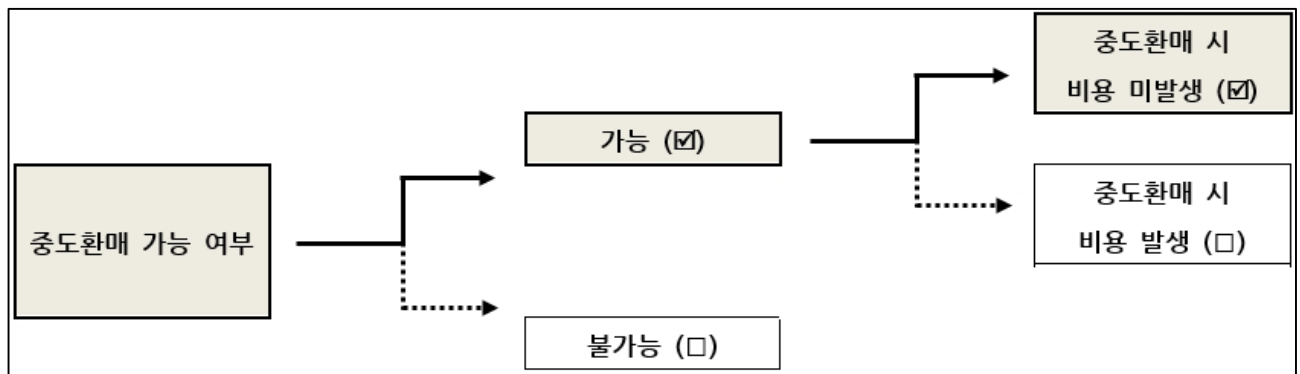 중도환매 가능 여부
가능 (☑)
불가능 (□)
중도환매 시
비용 미발생 (☑)
중도환매 시
비용 발생 (□)